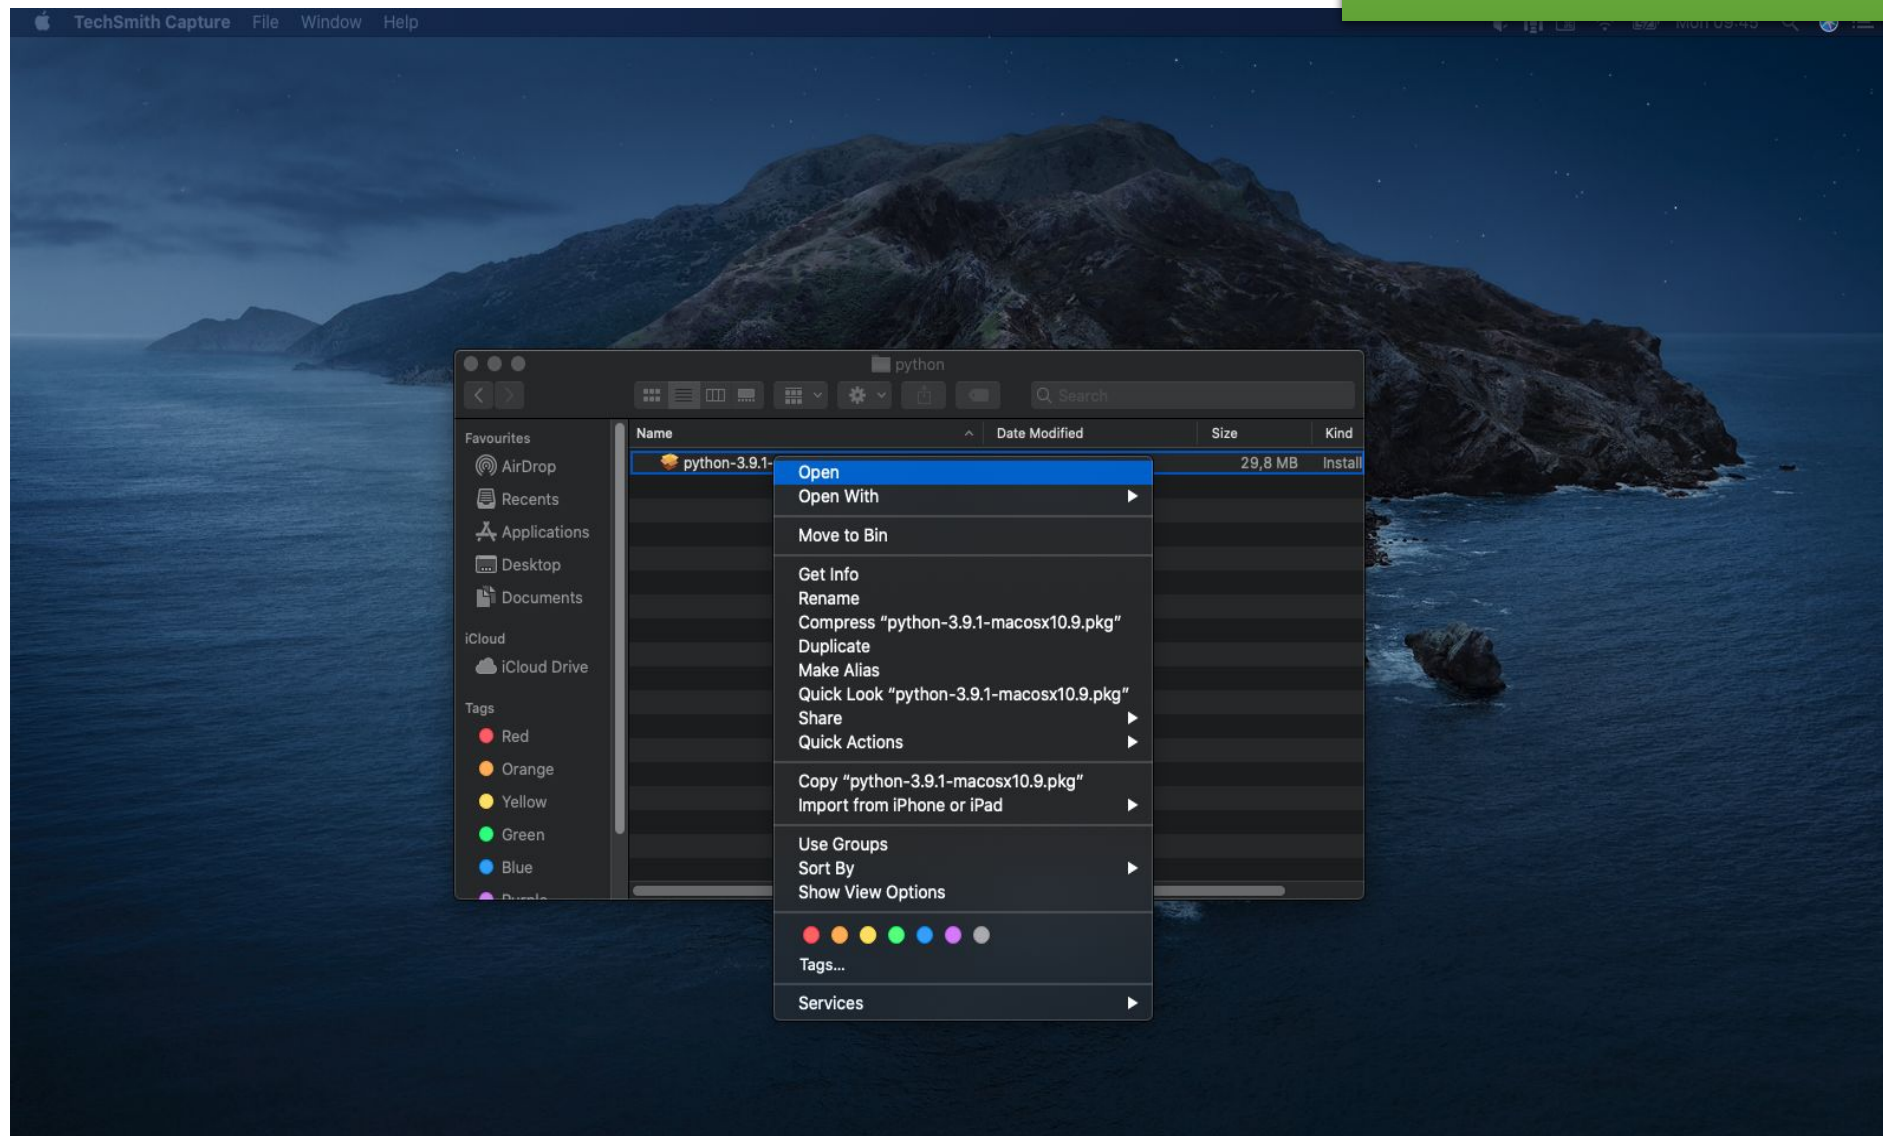 TechSmith Capture File Window Help
Mon 09:45
python
Search
Favourites
AirDrop
Recents
Applications
Desktop
Documents
iCloud
iCloud Drive
Tags
Red
Orange
Yellow
Green
Blue
Purple
Name Date Modified Size Kind
python-3.9.1- 29,8 MB Install
Open
Open With
Move to Bin
Get Info
Rename
Compress “python-3.9.1-macosx10.9.pkg”
Duplicate
Make Alias
Quick Look “python-3.9.1-macosx10.9.pkg”
Share
Quick Actions
Copy “python-3.9.1-macosx10.9.pkg”
Import from iPhone or iPad
Use Groups
Sort By
Show View Options
Tags...
Services